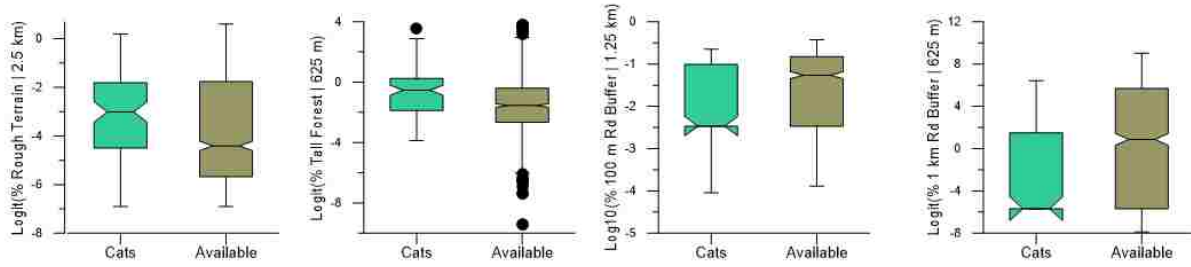 Logit(% Rough Terrain | 2.5 km)
0
-2
-4
-6
-8
Cats Available
Logit(% Tall Forest | 625 m)
4
0
-4
-8
Cats Available
Log10(% 100 m Rd Buffer | 1.25 km)
0
-1
-2
-3
-4
-5
Cats Available
Logit(% 1 km Rd Buffer | 625 m)
12
8
4
0
-4
-8
Cats Available